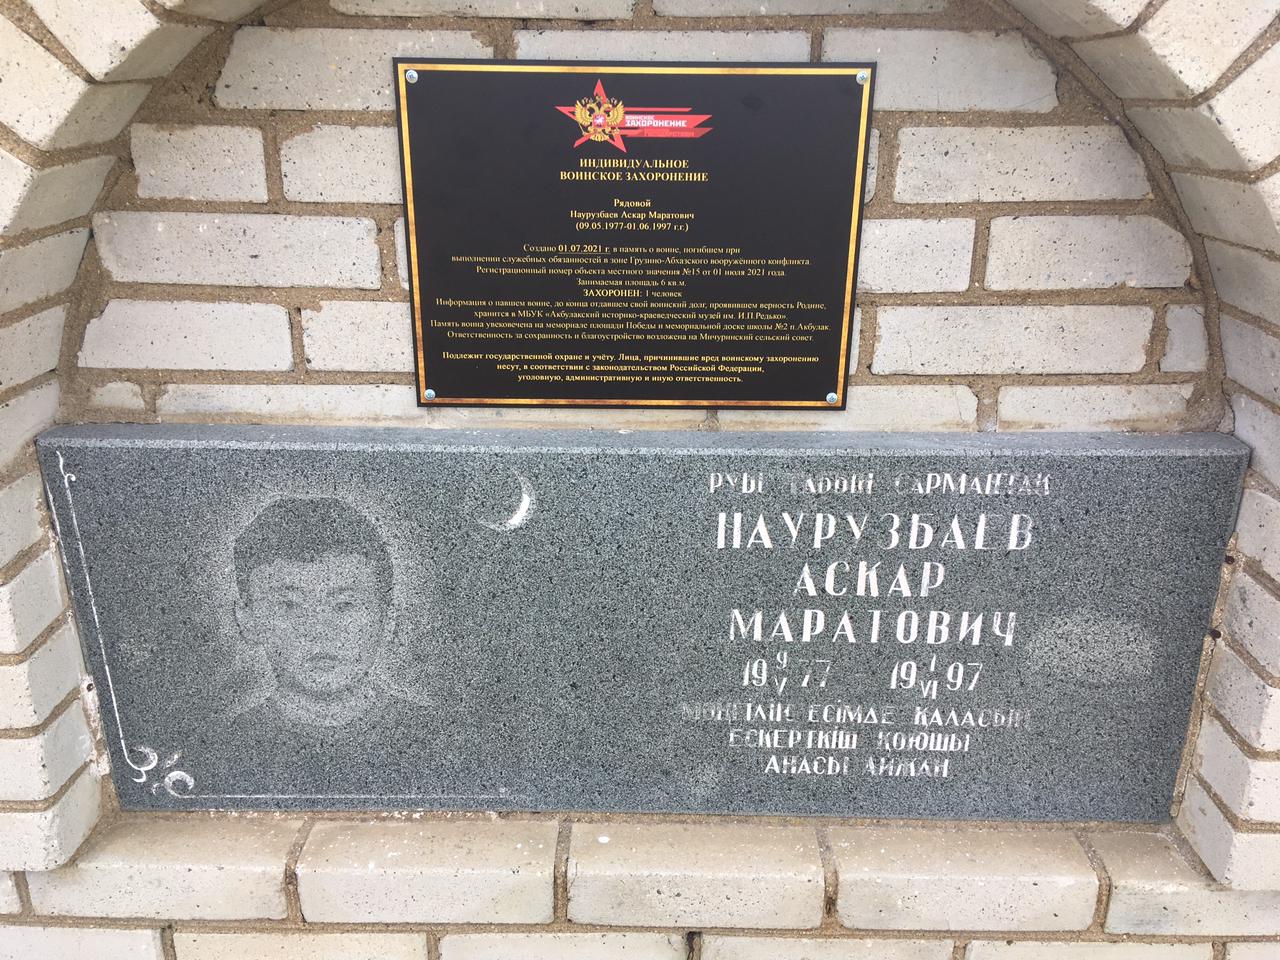 ВОИНСКОЕ
ЗАХОРОНЕНИЕ
ИНДИВИДУАЛЬНОЕ
ВОИНСКОЕ ЗАХОРОНЕНИЕ
Рядовой
Наурузбаев Аскар Маратович
(09.05.1977-01.06.1997 г.г.)
Создано 01.07.2021 г. в память о воине, погибшем при
выполнении служебных обязанностей в зоне Грузино-Абхазского вооружённого конфликта.
Регистрационный номер объекта местного значения №15 от 01 июля 2021 года.
Занимаемая площадь 6 кв.м.
ЗАХОРОНЕН: 1 человек
Информация о павшем воине, до конца отдавшем свой воинский долг, проявившем верность Родине,
хранится в МБУК «Акбулакский историко-краеведческий музей им. И.П.Редько».
Память воина увековечена на мемориале площади Победы и мемориальной доске школы №2 п.Акбулак.
Ответственность за сохранность и благоустройство возложена на Мичуринский сельский совет.
Подлежит государственной охране и учёту. Лица, причинившие вред воинскому захоронению
несут, в соответствии с законодательством Российской Федерации,
уголовную, административную и иную ответственность.
РУЫ ТАБЫН САРМАНТАЙ
НАУРУЗБАЕВ
АСКАР
МАРАТОВИЧ
19 9/V 77 - 19 1/VI 97
ЕСІМДЕ ҚАЛАСЫҢ
ЕСКЕРТКІШ ҚОЮШЫ
АНАСЫ АЙМАН